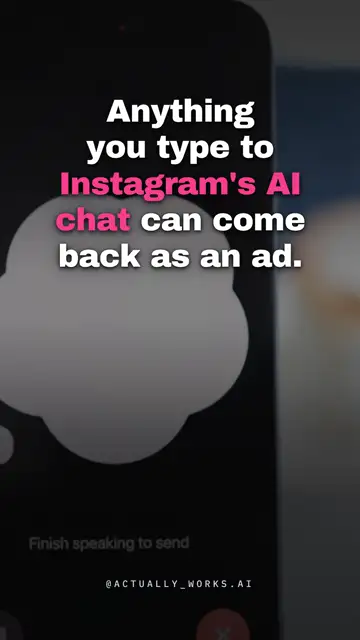 Anything
you type to
Instagram's AI
chat can come
back as an ad.
Finish speaking to send
@ACTUALLY_WORKS.AI